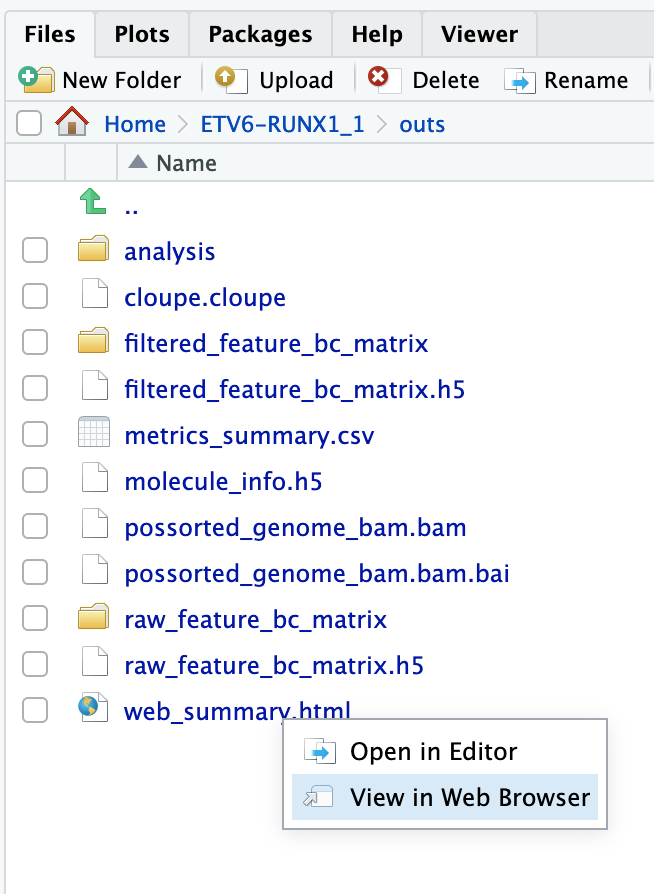 Files Plots Packages Help Viewer
New Folder Upload Delete Rename
Home ETV6-RUNX1_1 outs
Name
..
analysis
cloupe.cloupe
filtered_feature_bc_matrix
filtered_feature_bc_matrix.h5
metrics_summary.csv
molecule_info.h5
possorted_genome_bam.bam
possorted_genome_bam.bam.bai
raw_feature_bc_matrix
raw_feature_bc_matrix.h5
web_summary.html
Open in Editor
View in Web Browser